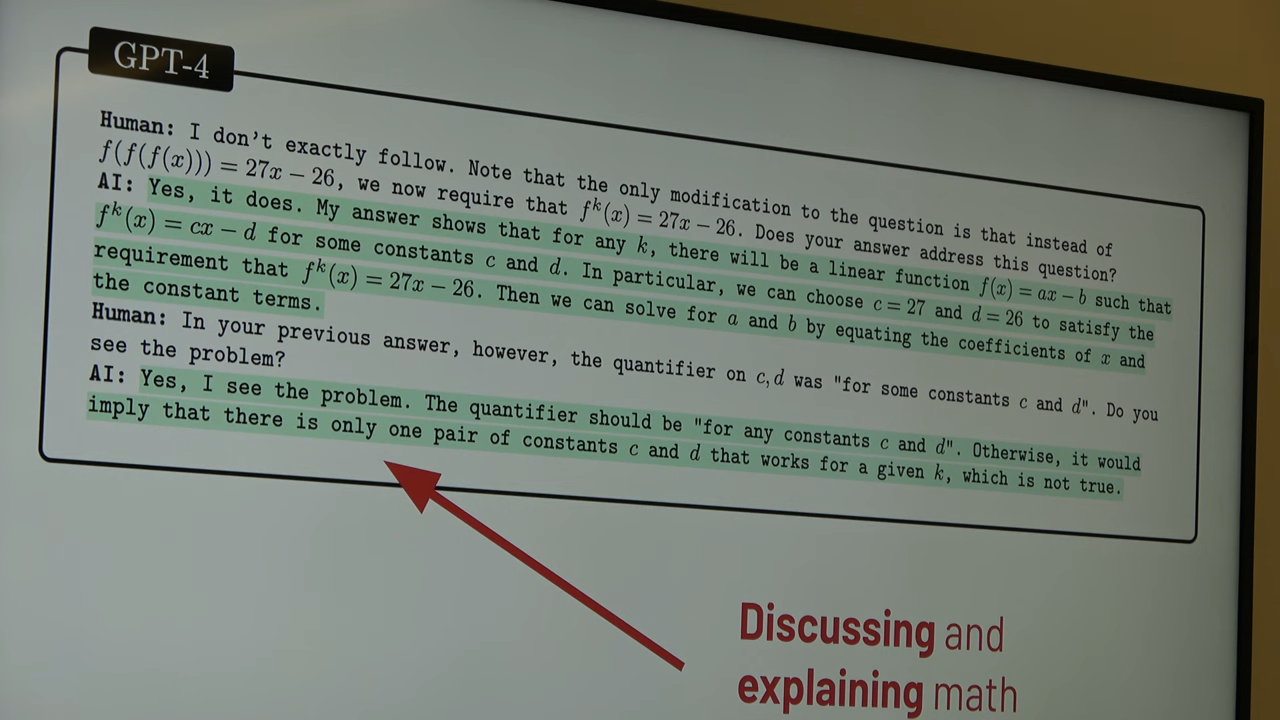 GPT-4
Human: I don't exactly follow. Note that the only modification to the question is that instead of
f(f(f(x))) = 27x − 26, we now require that f^k(x) = 27x − 26. Does your answer address this question?
AI: Yes, it does. My answer shows that for any k, there will be a linear function f(x) = ax − b such that
f^k(x) = cx − d for some constants c and d. In particular, we can choose c = 27 and d = 26 to satisfy the
requirement that f^k(x) = 27x − 26. Then we can solve for a and b by equating the coefficients of x and
the constant terms.
Human: In your previous answer, however, the quantifier on c, d was "for some constants c and d". Do you
see the problem?
AI: Yes, I see the problem. The quantifier should be "for any constants c and d". Otherwise, it would
imply that there is only one pair of constants c and d that works for a given k, which is not true.
Discussing and
explaining math